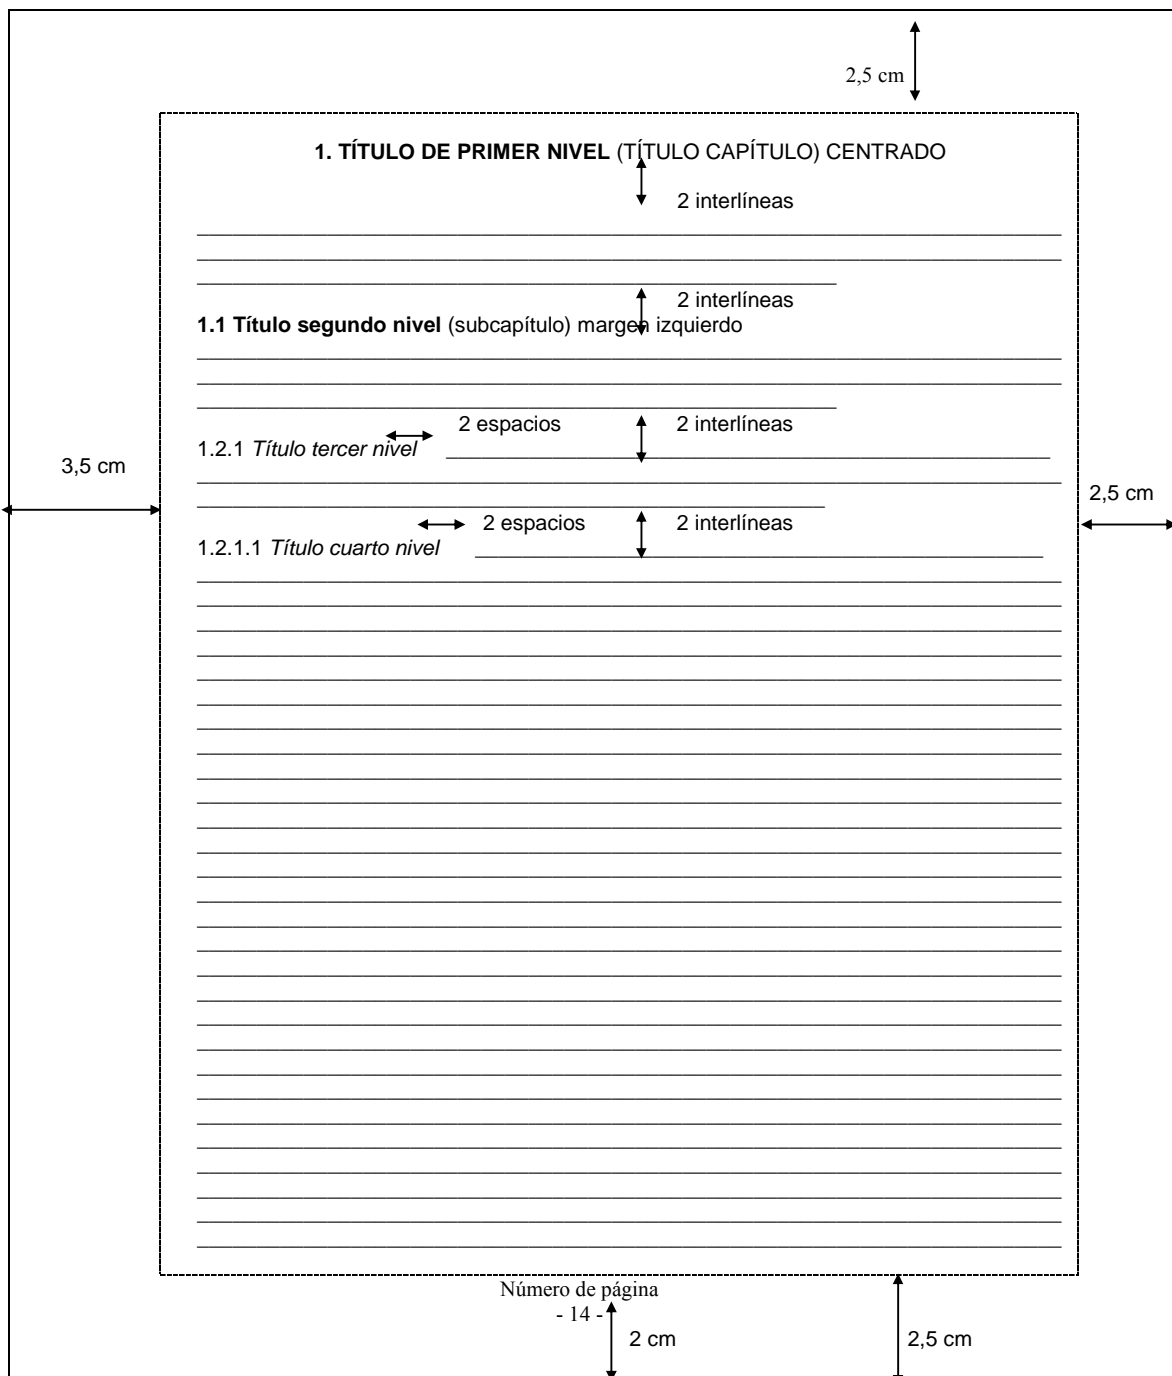 2,5 cm
1. TÍTULO DE PRIMER NIVEL (TÍTULO CAPÍTULO) CENTRADO
2 interlíneas
2 interlíneas
1.1 Título segundo nivel (subcapítulo) margen izquierdo
2 espacios 2 interlíneas
1.2.1 Título tercer nivel
3,5 cm
2,5 cm
2 espacios 2 interlíneas
1.2.1.1 Título cuarto nivel
Número de página
- 14 -
2 cm 2,5 cm